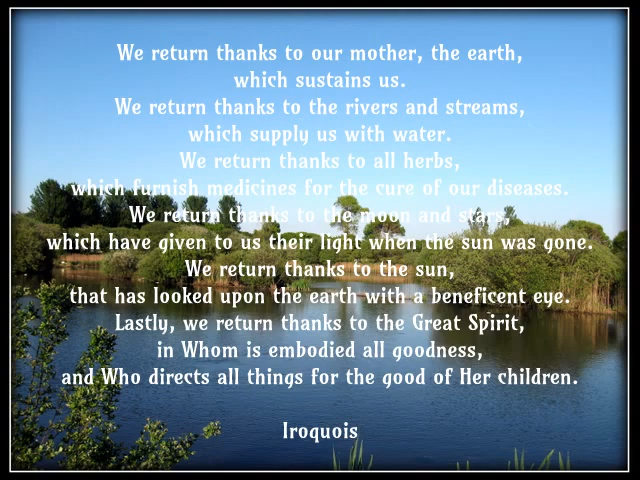 We return thanks to our mother, the earth,
which sustains us.
We return thanks to the rivers and streams,
which supply us with water.
We return thanks to all herbs,
which furnish medicines for the cure of our diseases.
We return thanks to the moon and stars,
which have given to us their light when the sun was gone.
We return thanks to the sun,
that has looked upon the earth with a beneficent eye.
Lastly, we return thanks to the Great Spirit,
in Whom is embodied all goodness,
and Who directs all things for the good of Her children.
Iroquois